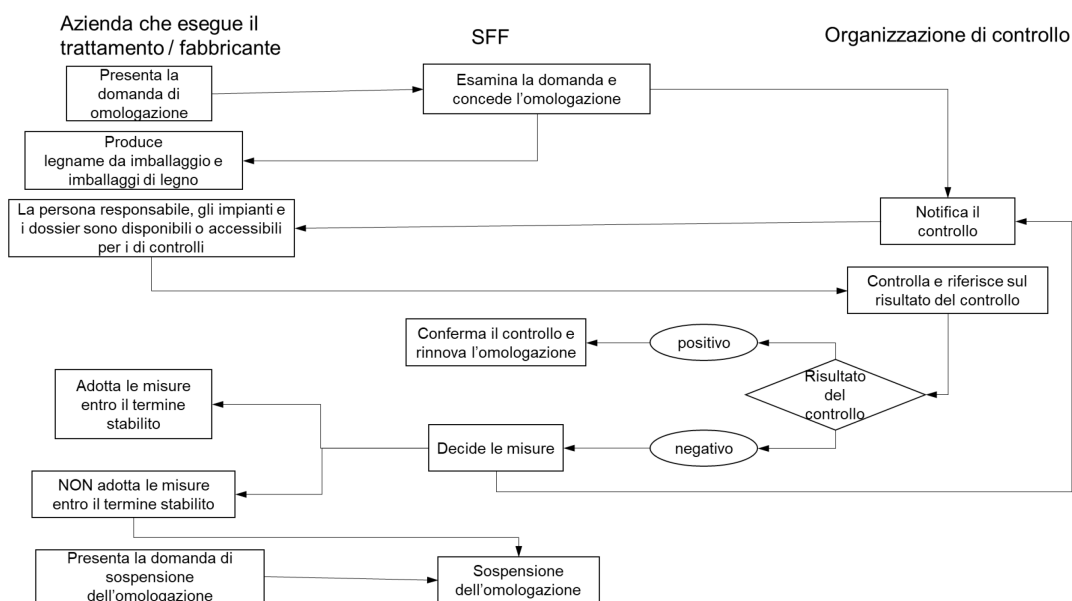 Azienda che esegue il
trattamento / fabbricante
SFF
Organizzazione di controllo
Presenta la
domanda di
omologazione
Esamina la domanda e
concede l'omologazione
Produce
legname da imballaggio e
imballaggi di legno
La persona responsabile, gli impianti e
i dossier sono disponibili o accessibili
per i di controlli
Notifica il
controllo
Controlla e riferisce sul
risultato del controllo
Conferma il controllo e
rinnova l'omologazione
positivo
Risultato
del
controllo
Adotta le misure
entro il termine
stabilito
Decide le misure
negativo
NON adotta le misure
entro il termine stabilito
Presenta la domanda di
sospensione
dell'omologazione
Sospensione
dell'omologazione